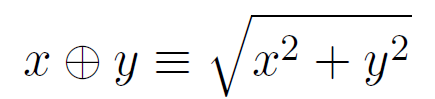 x ⊕ y ≡ √(x² + y²)